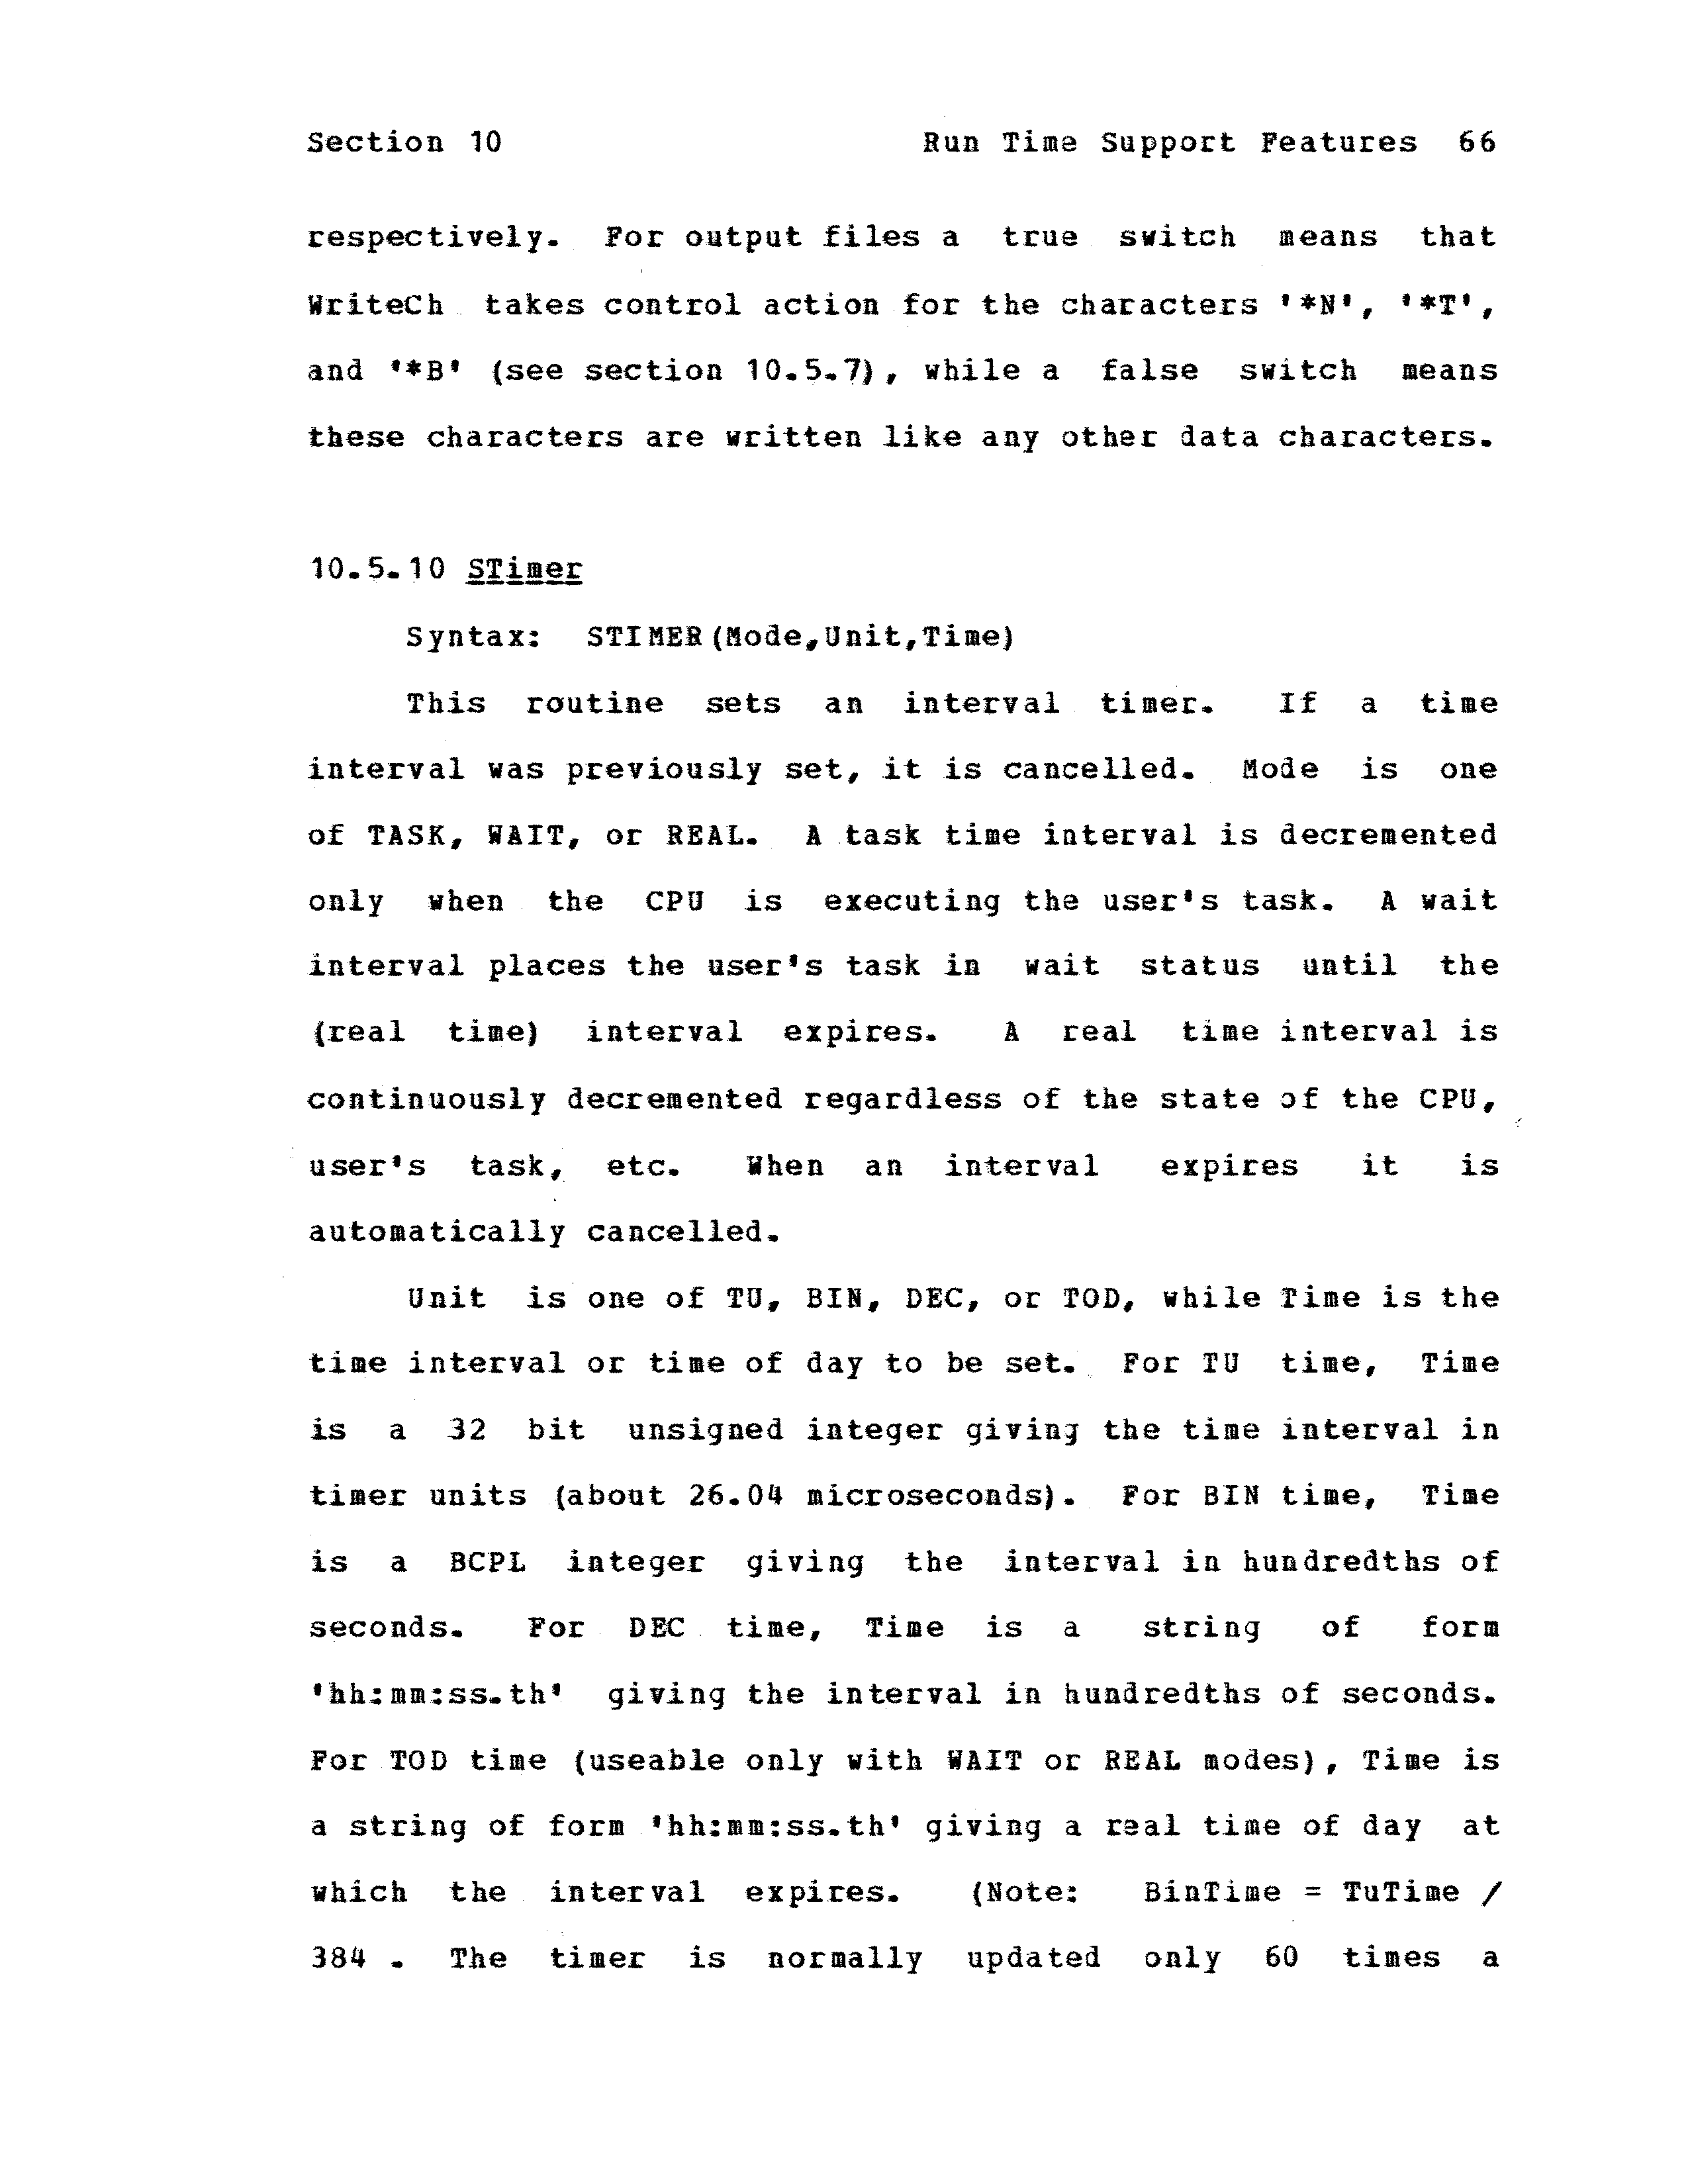 Section 10 Run Time Support Features 66
respectively. For output files a true switch means that
WriteCh takes control action for the characters '*N', '*T',
and '*B' (see section 10.5.7), while a false switch means
these characters are written like any other data characters.
10.5.10 STimer
Syntax: STIMER(Mode,Unit,Time)
This routine sets an interval timer. If a time
interval was previously set, it is cancelled. Mode is one
of TASK, WAIT, or REAL. A task time interval is decremented
only when the CPU is executing the user's task. A wait
interval places the user's task in wait status until the
(real time) interval expires. A real time interval is
continuously decremented regardless of the state of the CPU,
user's task, etc. When an interval expires it is
automatically cancelled.
Unit is one of TU, BIN, DEC, or TOD, while Time is the
time interval or time of day to be set. For TU time, Time
is a 32 bit unsigned integer giving the time interval in
timer units (about 26.04 microseconds). For BIN time, Time
is a BCPL integer giving the interval in hundredths of
seconds. For DEC time, Time is a string of form
'hh:mm:ss.th' giving the interval in hundredths of seconds.
For TOD time (useable only with WAIT or REAL modes), Time is
a string of form 'hh:mm:ss.th' giving a real time of day at
which the interval expires. (Note: BinTime = TuTime /
384 . The timer is normally updated only 60 times a